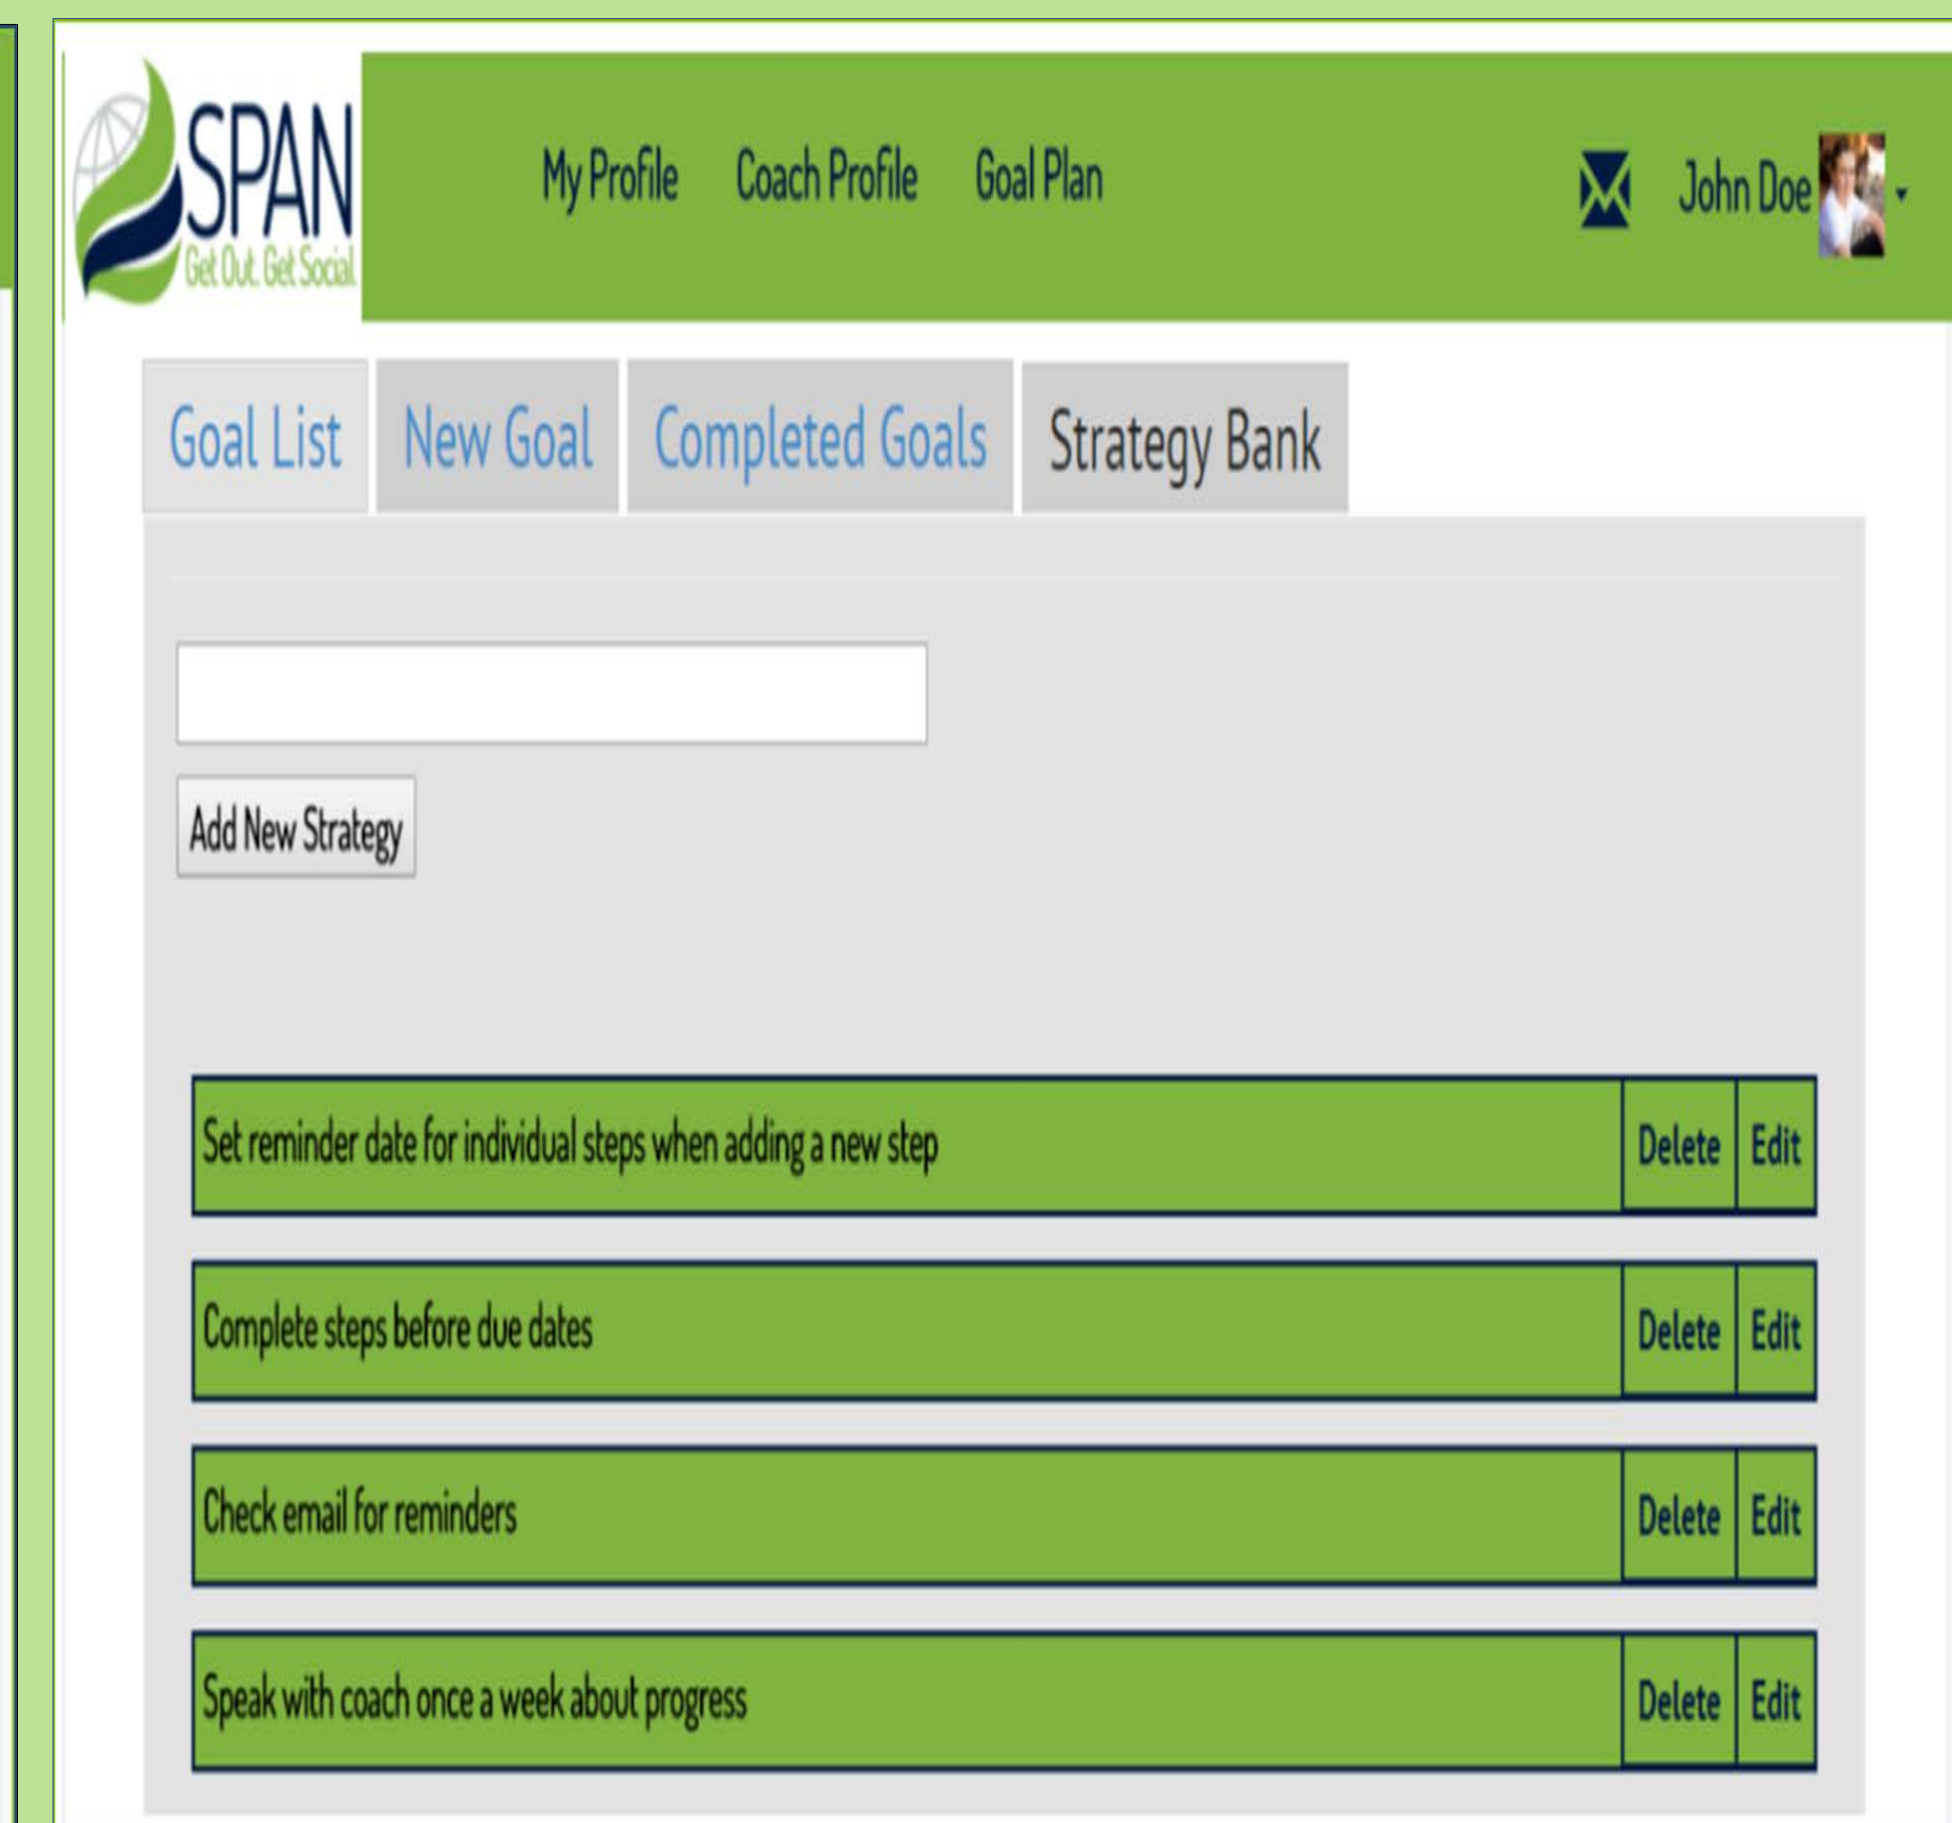 SPAN
Get Out. Get Social.
My Profile Coach Profile Goal Plan John Doe
Goal List New Goal Completed Goals Strategy Bank
Add New Strategy
Set reminder date for individual steps when adding a new step Delete Edit
Complete steps before due dates Delete Edit
Check email for reminders Delete Edit
Speak with coach once a week about progress Delete Edit